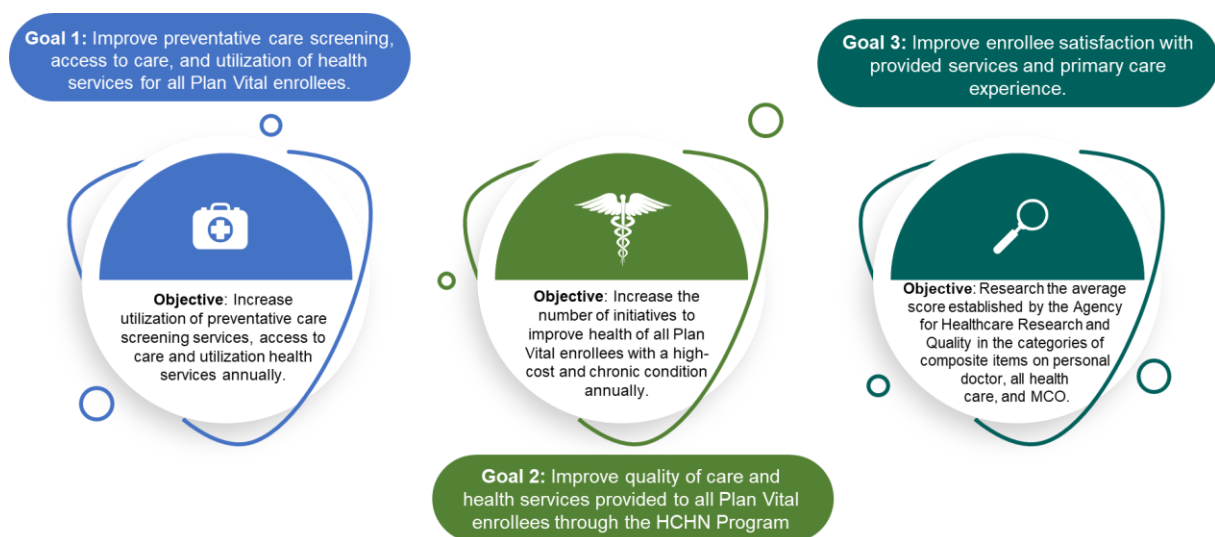 Goal 1: Improve preventative care screening,
access to care, and utilization of health
services for all Plan Vital enrollees.
Objective: Increase
utilization of preventative care
screening services, access to
care and utilization health
services annually.
Objective: Increase the
number of initiatives to
improve health of all Plan
Vital enrollees with a high-
cost and chronic condition
annually.
Goal 2: Improve quality of care and
health services provided to all Plan Vital
enrollees through the HCHN Program
Goal 3: Improve enrollee satisfaction with
provided services and primary care
experience.
Objective: Research the average
score established by the Agency
for Healthcare Research and
Quality in the categories of
composite items on personal
doctor, all health
care, and MCO.